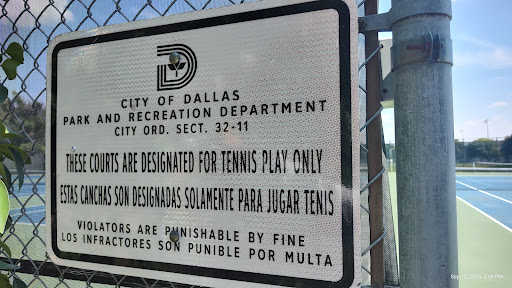 CITY OF DALLAS
PARK AND RECREATION DEPARTMENT
CITY ORD. SECT. 32-11
THESE COURTS ARE DESIGNATED FOR TENNIS PLAY ONLY
ESTAS CANCHAS SON DESIGNADAS SOLAMENTE PARA JUGAR TENIS
VIOLATORS ARE PUNISHABLE BY FINE
LOS INFRACTORES SON PUNIBLE POR MULTA